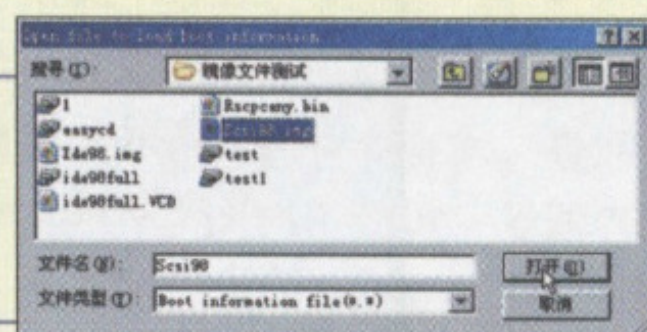 Open file to load boot information
搜寻(I): 镜像文件测试
1
easycd
Ide98.img
ide98full
ide98full.VCD
Rscpcmny.bin
Scsi98.img
test
test1
文件名(N): Scsi98
打开(O)
文件类型(T): Boot information file(*.*)
取消